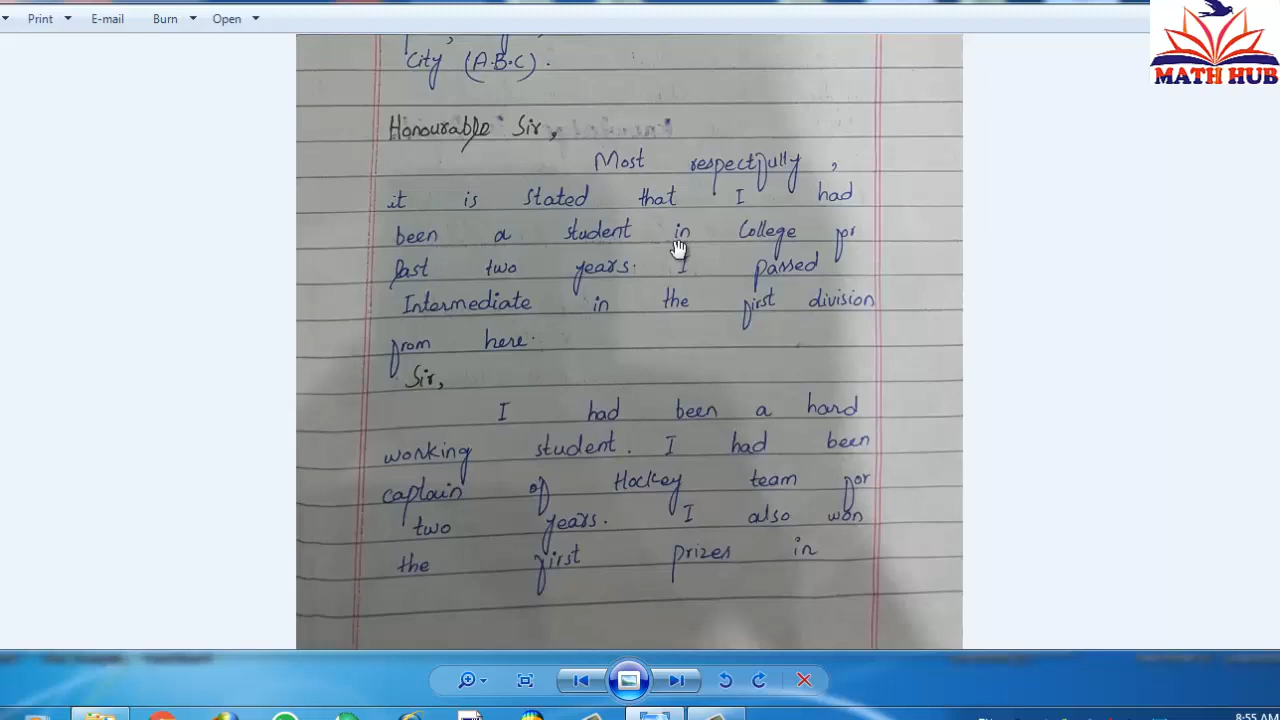 Print
E-mail
Burn
Open
MATH HUB
City (A.B.C).
Honourable Sir,
Most respectfully,
it is stated that I had
been a student in College for
last two years. I passed
Intermediate in the first division
from here.
Sir,
I had been a hard
working student. I had been
captain of Hockey team for
two years. I also won
the first prizes in
8:55 AM